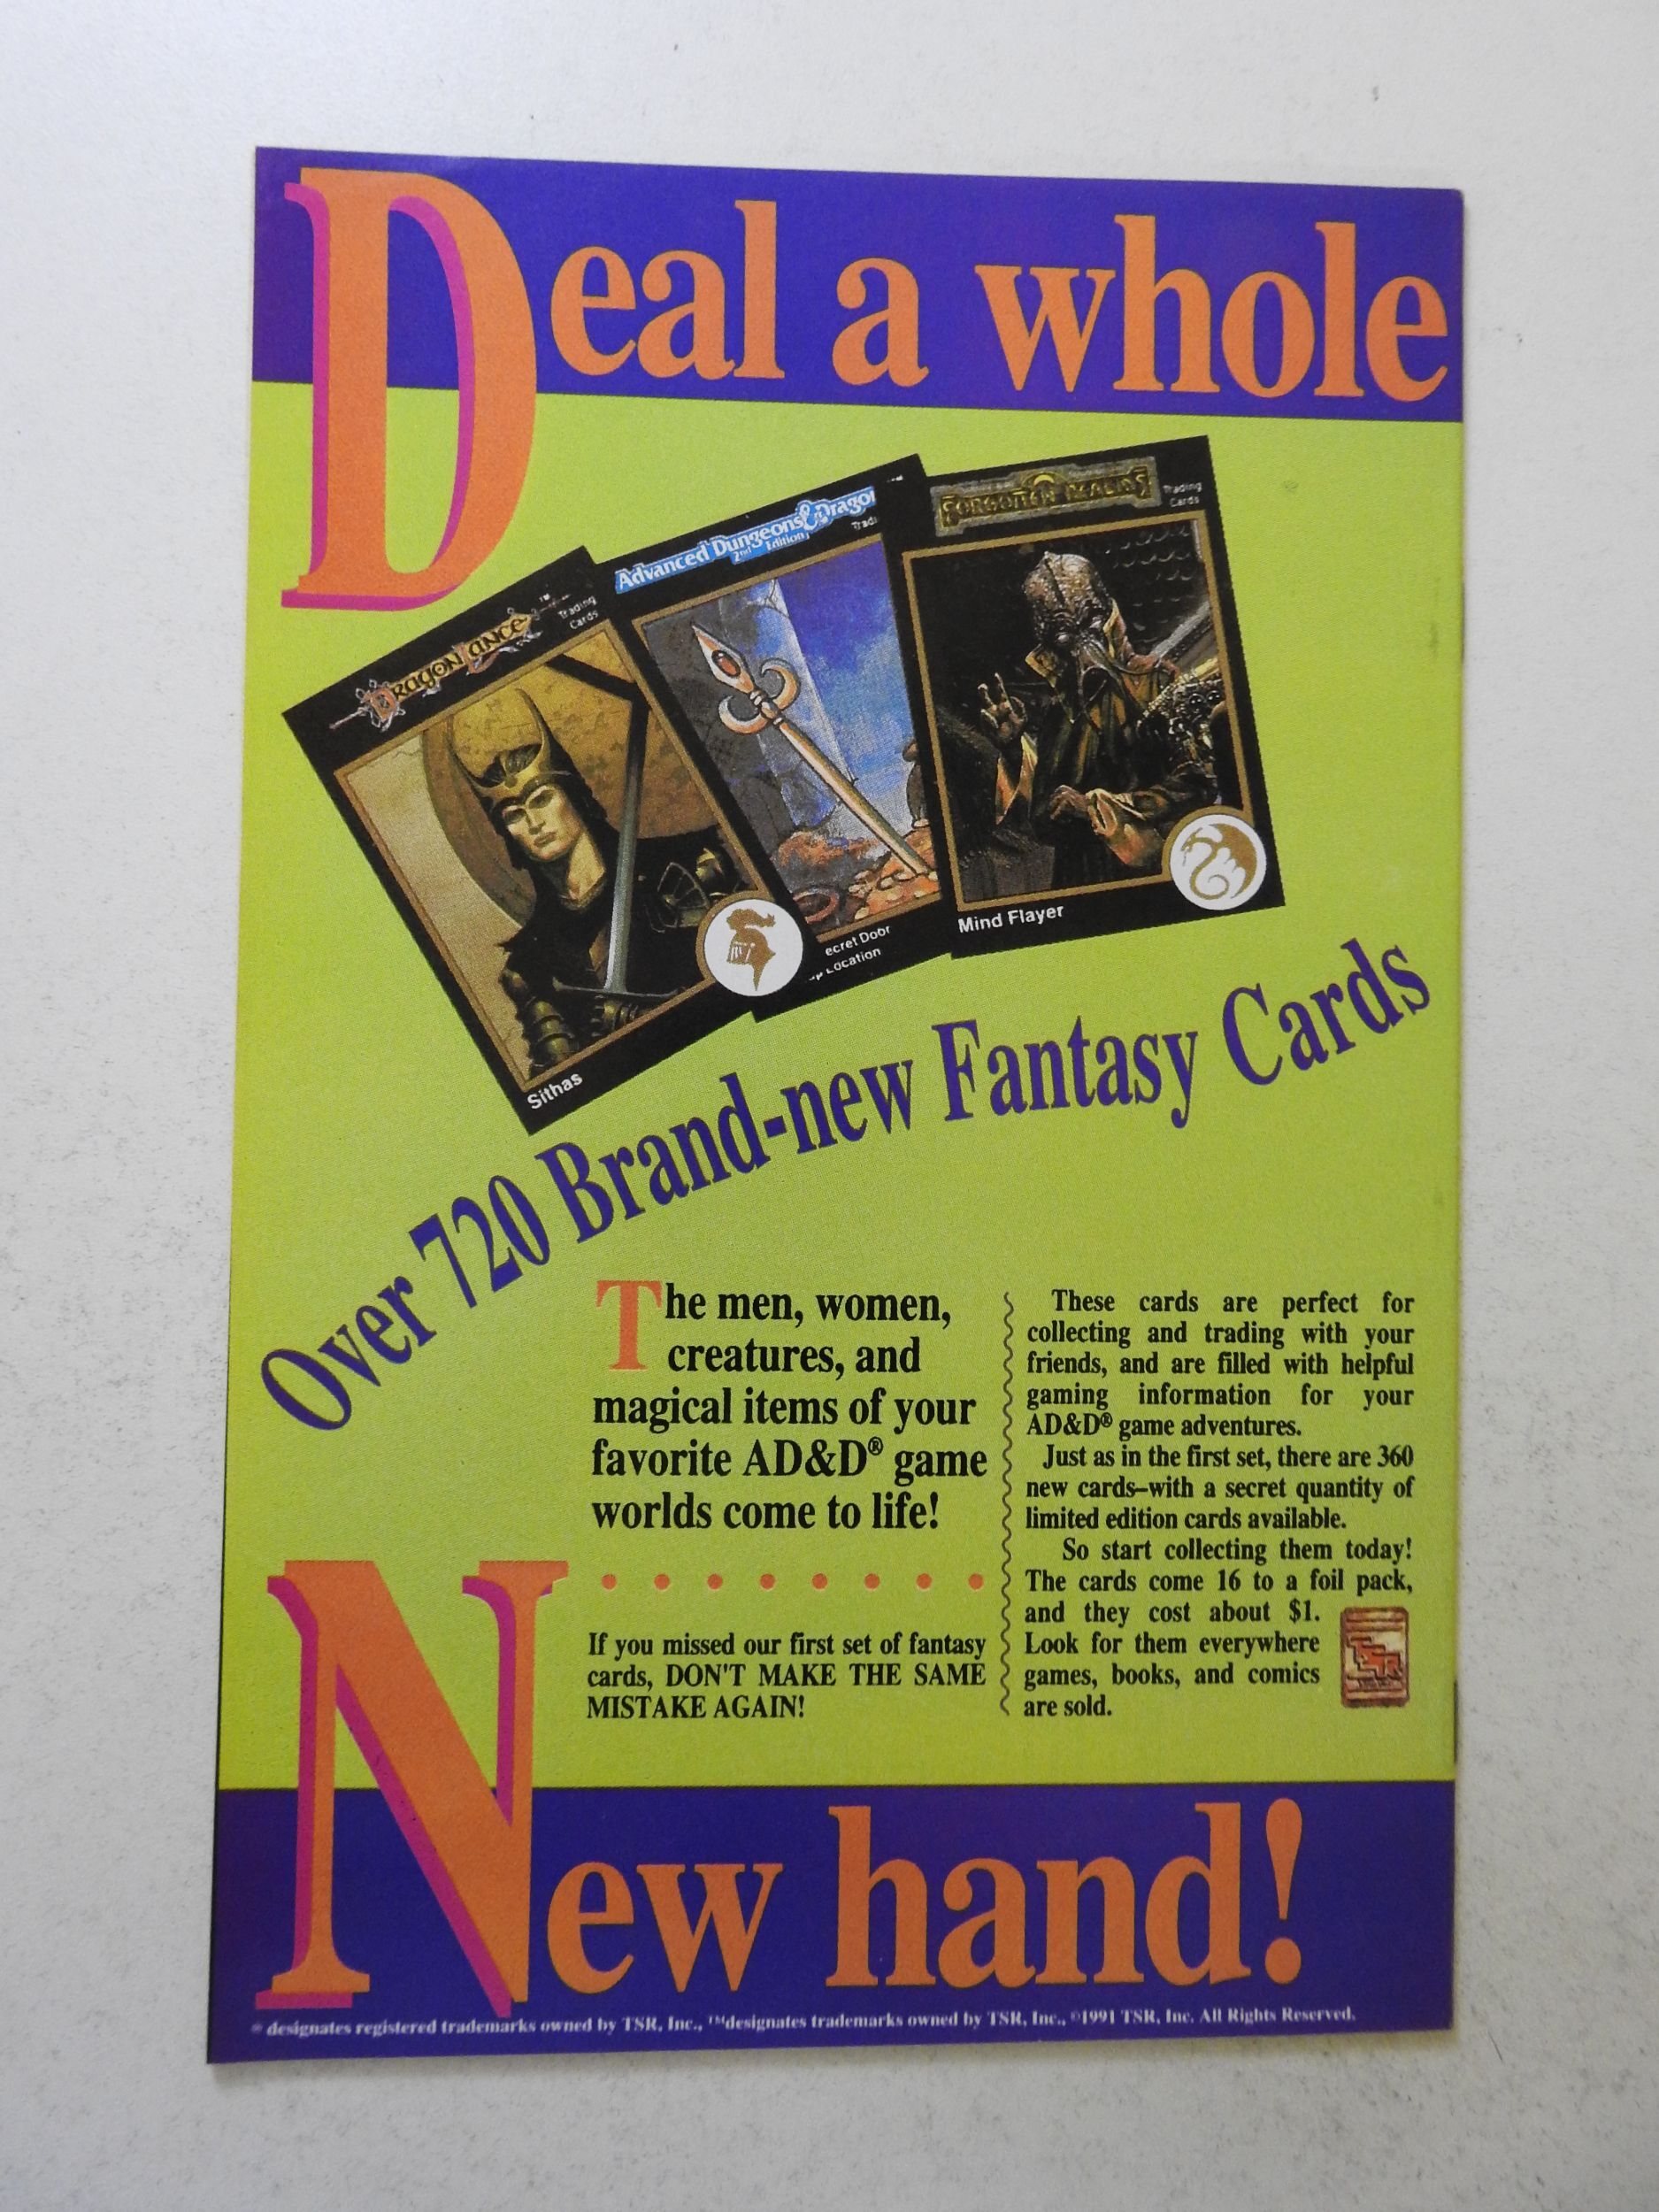 Deal a whole
DRAGONLANCE™
Trading
Cards
Advanced Dungeons & Dragon
2nd Edition
Tradi
FORGOTTEN REALMS
Trading
Cards
Sithas
ecret Door
Location
Mind Flayer
Over 720 Brand-new Fantasy Cards
The men, women,
creatures, and
magical items of your
favorite AD&D® game
worlds come to life!
If you missed our first set of fantasy
cards, DON'T MAKE THE SAME
MISTAKE AGAIN!
These cards are perfect for
collecting and trading with your
friends, and are filled with helpful
gaming information for your
AD&D® game adventures.
Just as in the first set, there are 360
new cards–with a secret quantity of
limited edition cards available.
So start collecting them today!
The cards come 16 to a foil pack,
and they cost about $1.
Look for them everywhere
games, books, and comics
are sold.
TSR
New hand!
® designates registered trademarks owned by TSR, Inc., ™designates trademarks owned by TSR, Inc., ©1991 TSR, Inc. All Rights Reserved.